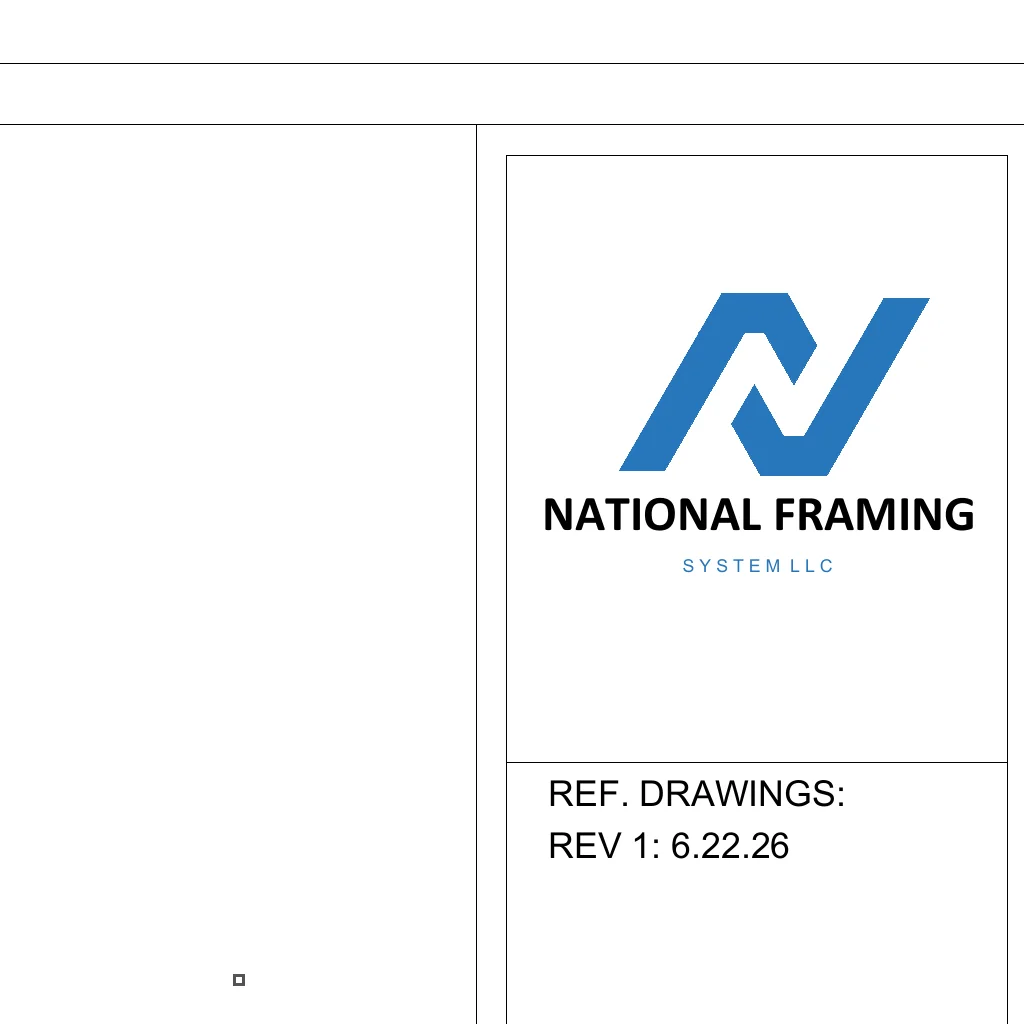 NATIONAL FRAMING
SYSTEM LLC
REF. DRAWINGS:
REV 1: 6.22.26